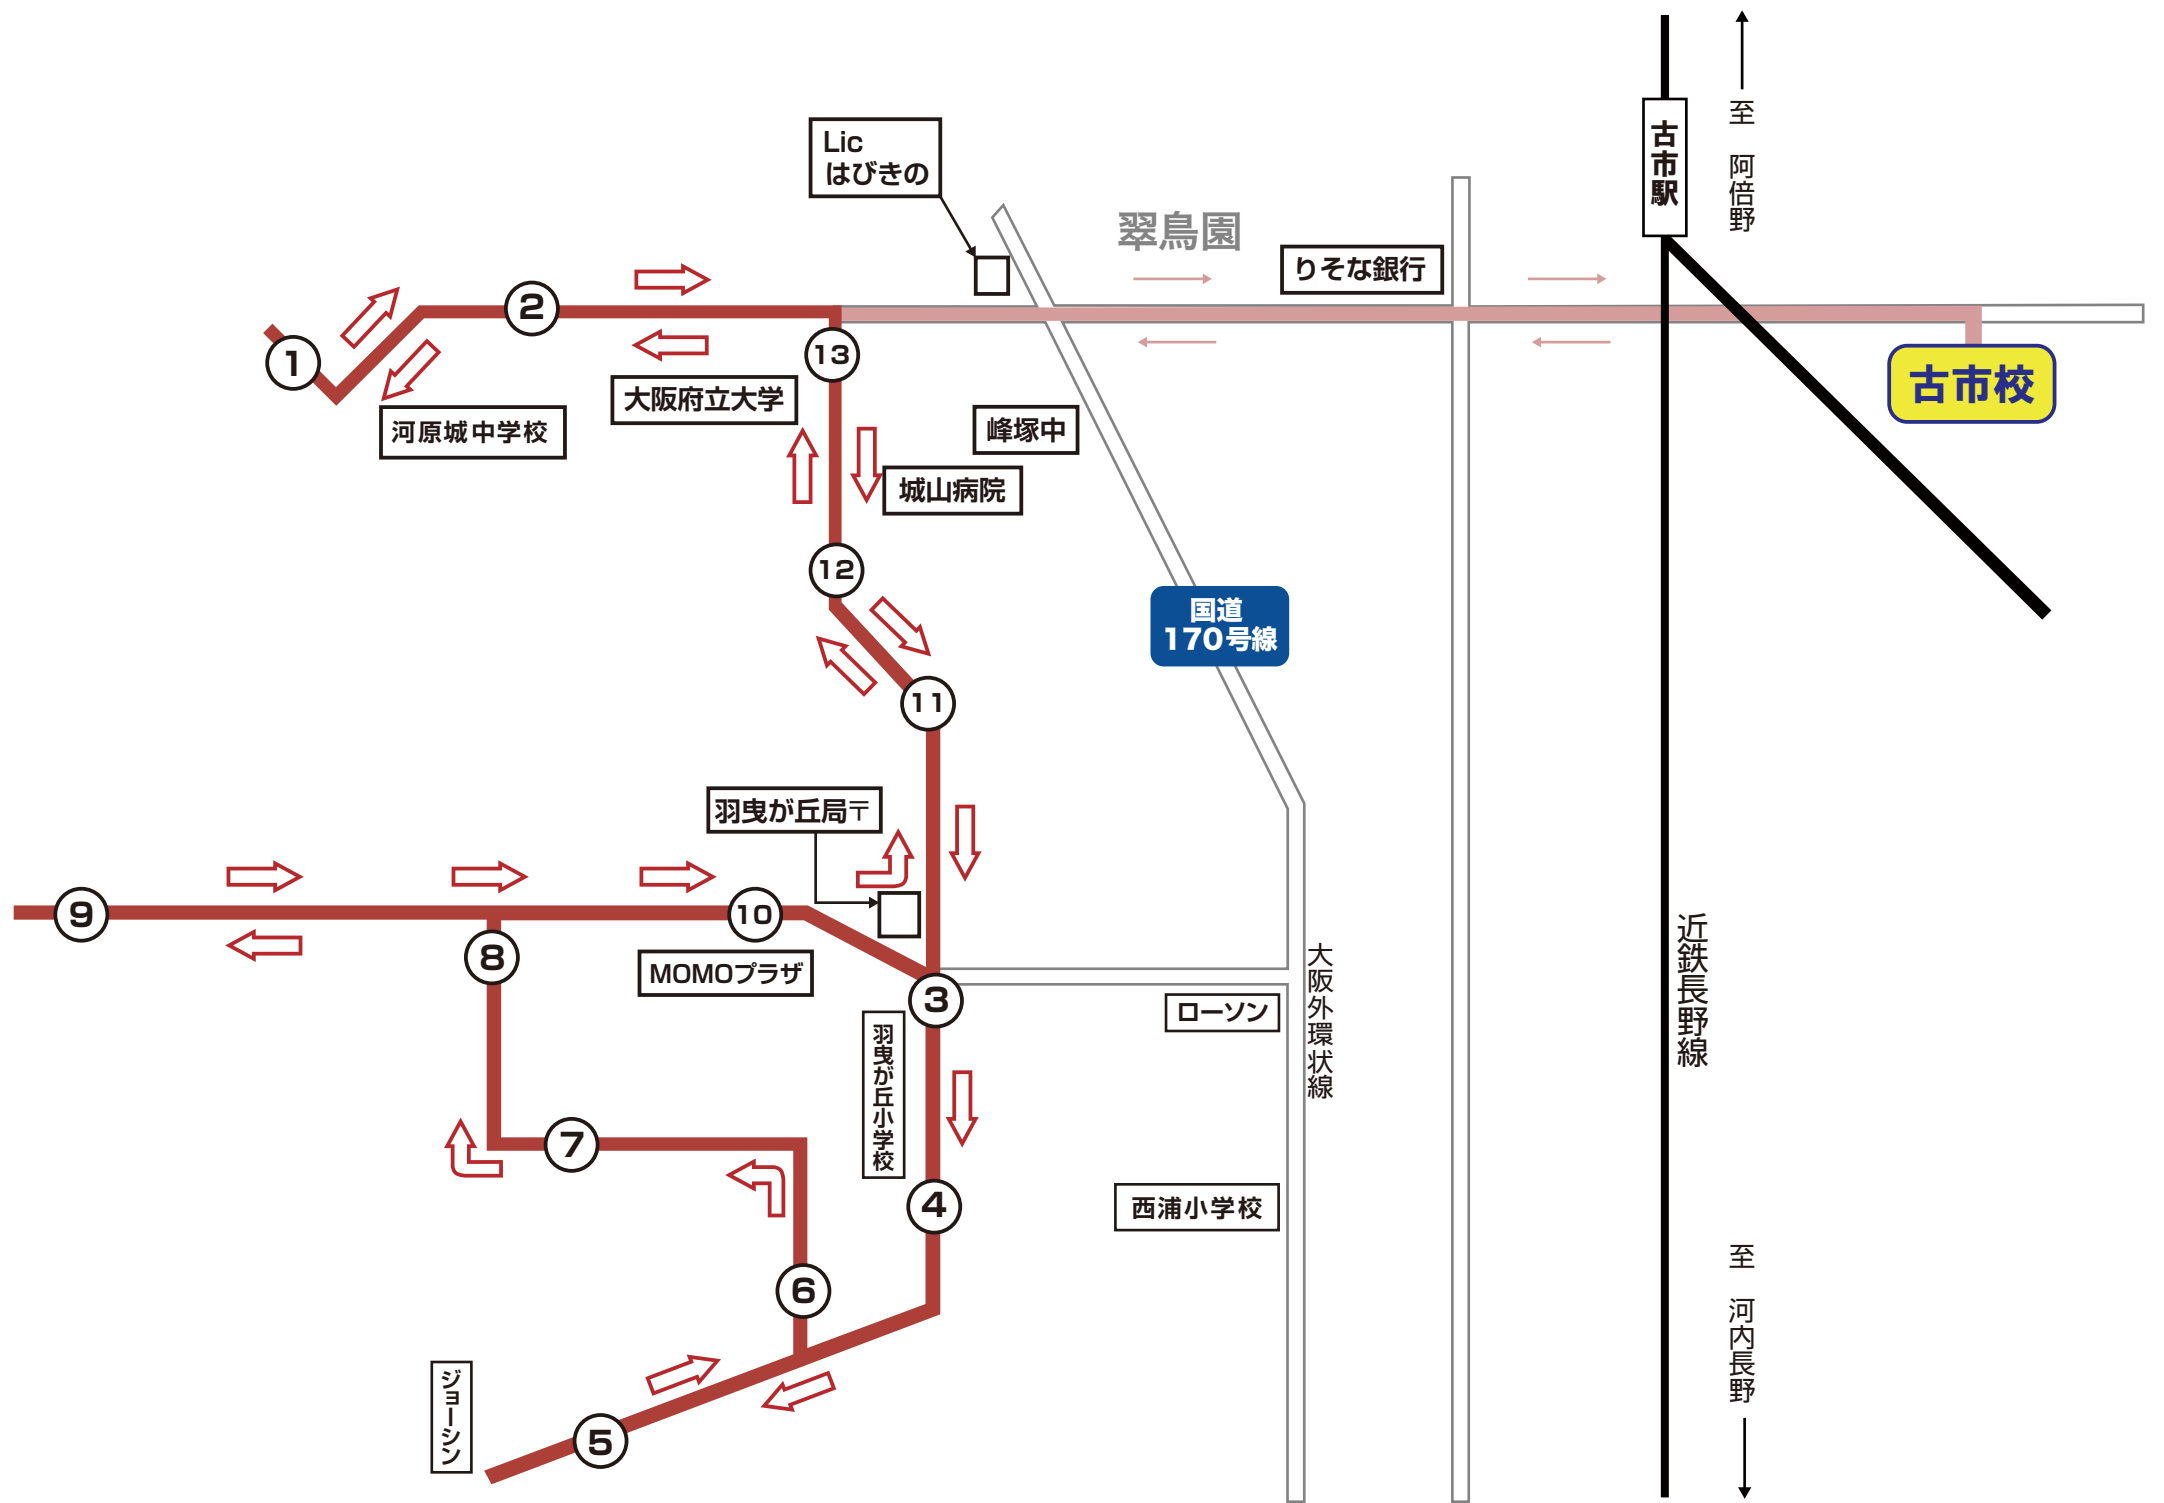 至 阿倍野
古市駅
Lic
はびきの
翠鳥園
りそな銀行
2
1
13
古市校
大阪府立大学
河原城中学校
峰塚中
城山病院
12
国道
170号線
11
羽曳が丘局〒
9
10
8
MOMOプラザ
3
ローソン
大阪外環状線
近鉄長野線
羽曳が丘小学校
7
4
西浦小学校
6
至 河内長野
ジョーシン
5